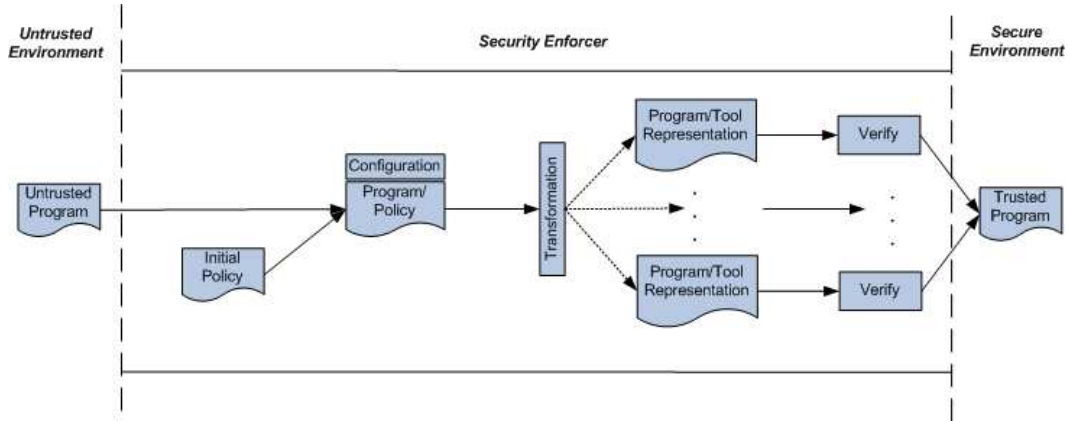 Untrusted
Environment
Security Enforcer
Secure
Environment
Untrusted
Program
Initial
Policy
Configuration
Program/
Policy
Transformation
Program/Tool
Representation
Verify
Program/Tool
Representation
Verify
Trusted
Program